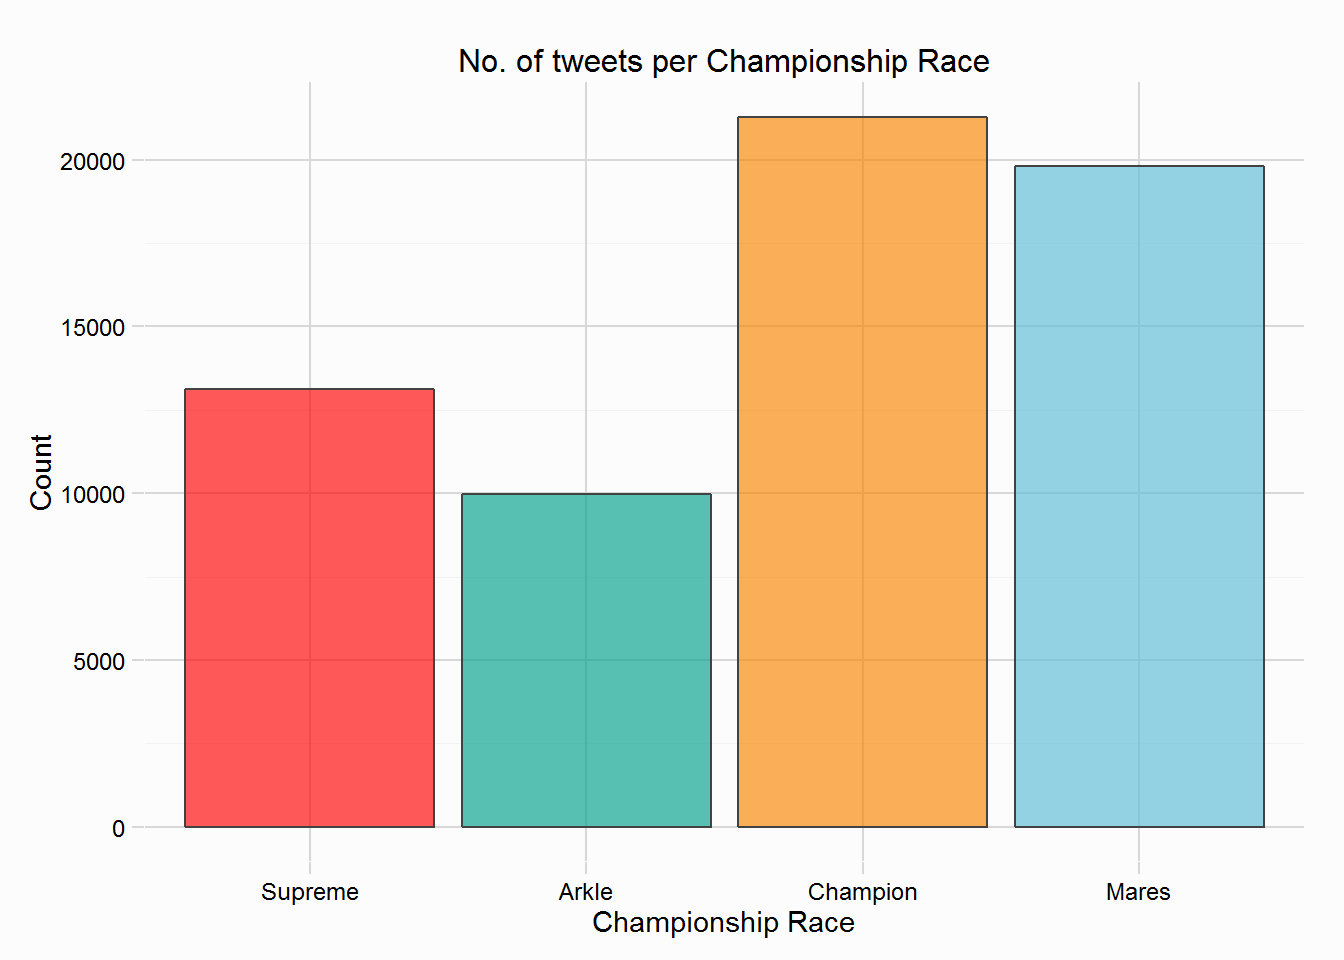 No. of tweets per Championship Race
Count
20000
15000
10000
5000
0
Supreme Arkle Champion Mares
Championship Race